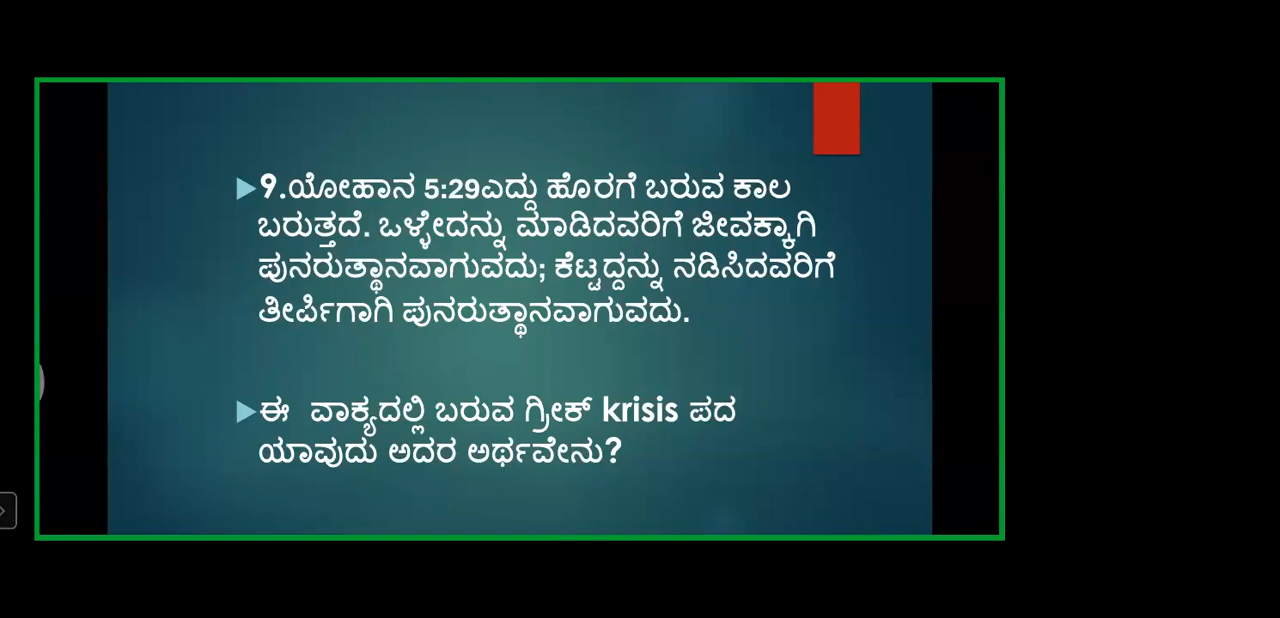 9.ಯೋಹಾನ 5:29ಎದ್ದು ಹೊರಗೆ ಬರುವ ಕಾಲ
ಬರುತ್ತದೆ. ಒಳ್ಳೇದನ್ನು ಮಾಡಿದವರಿಗೆ ಜೀವಕ್ಕಾಗಿ
ಪುನರುತ್ಥಾನವಾಗುವದು; ಕೆಟ್ಟದ್ದನ್ನು ನಡಿಸಿದವರಿಗೆ
ತೀರ್ಪಿಗಾಗಿ ಪುನರುತ್ಥಾನವಾಗುವದು.
ಈ ವಾಕ್ಯದಲ್ಲಿ ಬರುವ ಗ್ರೀಕ್ krisis ಪದ
ಯಾವುದು ಅದರ ಅರ್ಥವೇನು?